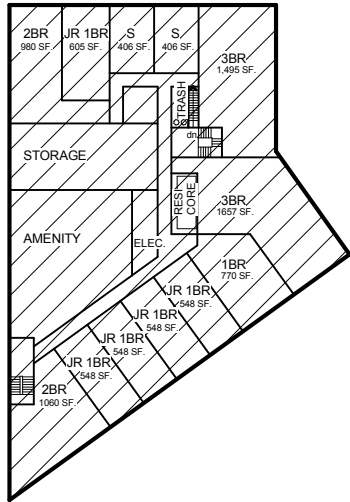 2BR
980 SF.
JR 1BR
605 SF.
S
406 SF.
S
406 SF.
3BR
1,495 SF.
TRASH
dn.
STORAGE
RESI
CORE
3BR
1657 SF.
AMENITY
ELEC.
1BR
770 SF.
JR 1BR
548 SF.
JR 1BR
548 SF.
JR 1BR
548 SF.
JR 1BR
548 SF.
2BR
1060 SF.